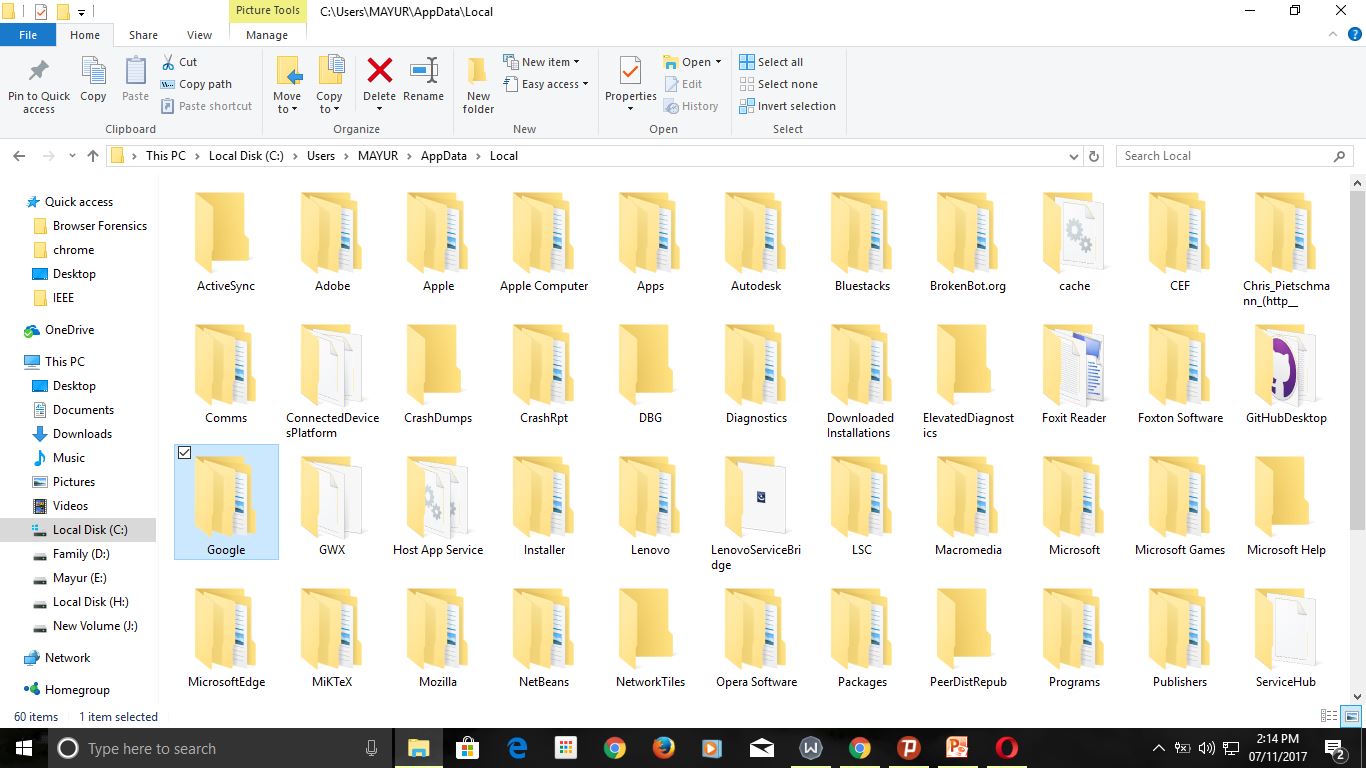 Picture Tools
C:\Users\MAYUR\AppData\Local
File
Home
Share
View
Manage
Pin to Quick
access
Copy
Paste
Cut
Copy path
Paste shortcut
Clipboard
Move
to
Copy
to
Delete
Rename
Organize
New
folder
New item
Easy access
New
Properties
Open
Edit
History
Open
Select all
Select none
Invert selection
Select
This PC
Local Disk (C:)
Users
MAYUR
AppData
Local
Search Local
Quick access
Browser Forensics
chrome
Desktop
IEEE
OneDrive
This PC
Desktop
Documents
Downloads
Music
Pictures
Videos
Local Disk (C:)
Family (D:)
Mayur (E:)
Local Disk (H:)
New Volume (J:)
Network
Homegroup
ActiveSync
Adobe
Apple
Apple Computer
Apps
Autodesk
Bluestacks
BrokenBot.org
cache
CEF
Chris_Pietschma
nn_(http__
Comms
ConnectedDevic
esPlatform
CrashDumps
CrashRpt
DBG
Diagnostics
Downloaded
Installations
ElevatedDiagnost
ics
Foxit Reader
Foxton Software
GitHubDesktop
Google
GWX
Host App Service
Installer
Lenovo
LenovoServiceBri
dge
LSC
Macromedia
Microsoft
Microsoft Games
Microsoft Help
MicrosoftEdge
MiKTeX
Mozilla
NetBeans
NetworkTiles
Opera Software
Packages
PeerDistRepub
Programs
Publishers
ServiceHub
60 items
1 item selected
Type here to search
2:14 PM
07/11/2017
2